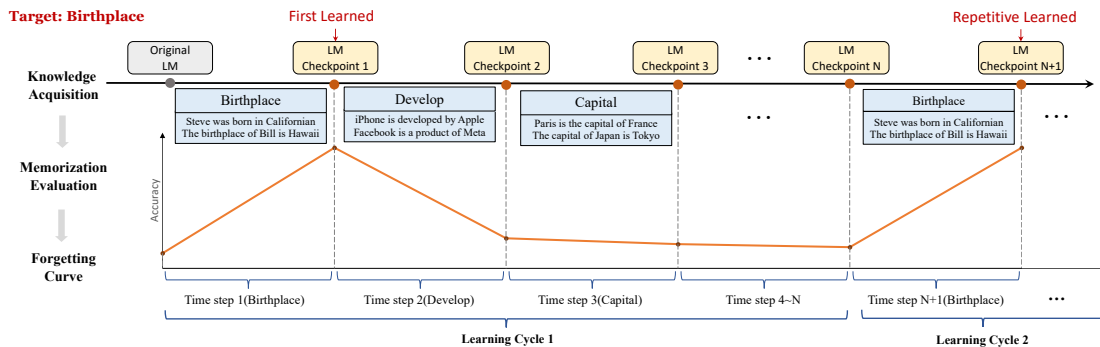 Target: Birthplace
First Learned
Repetitive Learned
Original
LM
LM
Checkpoint 1
LM
Checkpoint 2
LM
Checkpoint 3
...
LM
Checkpoint N
LM
Checkpoint N+1
Knowledge
Acquisition
Birthplace
Steve was born in Californian
The birthplace of Bill is Hawaii
Develop
iPhone is developed by Apple
Facebook is a product of Meta
Capital
Paris is the capital of France
The capital of Japan is Tokyo
...
Birthplace
Steve was born in Californian
The birthplace of Bill is Hawaii
...
Memorization
Evaluation
Accuracy
Forgetting
Curve
Time step 1(Birthplace)
Time step 2(Develop)
Time step 3(Capital)
Time step 4~N
Time step N+1(Birthplace)
...
Learning Cycle 1
Learning Cycle 2